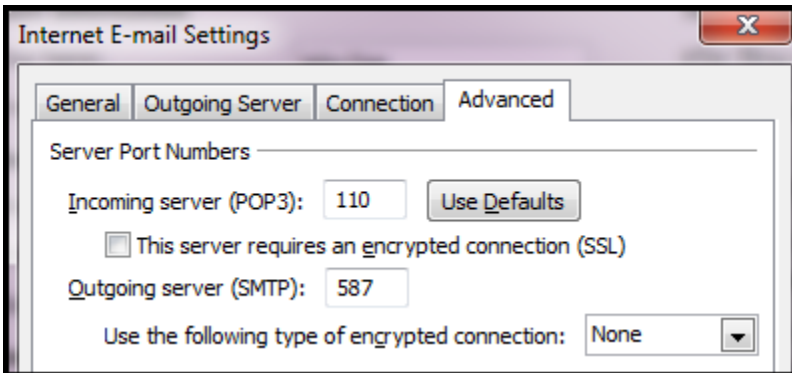 Internet E-mail Settings
General Outgoing Server Connection Advanced
Server Port Numbers
Incoming server (POP3): 110 Use Defaults
This server requires an encrypted connection (SSL)
Outgoing server (SMTP): 587
Use the following type of encrypted connection: None